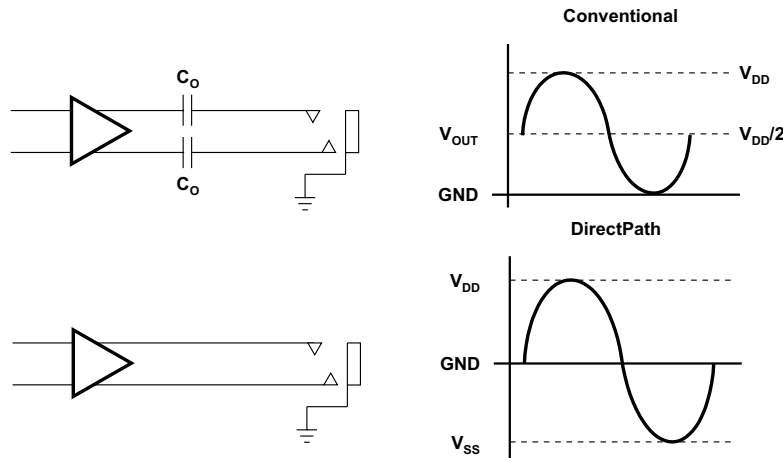 Conventional
C_O
V_DD
V_OUT
V_DD/2
C_O
GND
DirectPath
V_DD
GND
V_SS